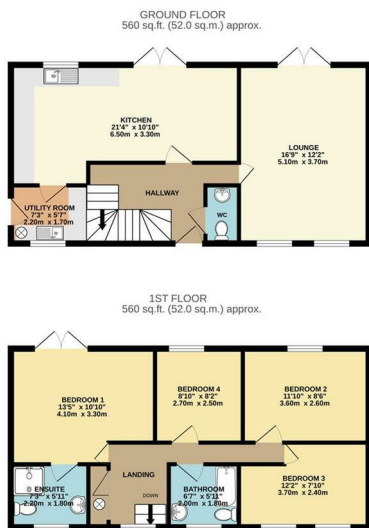 GROUND FLOOR
560 sq.ft. (52.0 sq.m.) approx.
KITCHEN
21'4" x 10'10"
6.50m x 3.30m
LOUNGE
16'9" x 12'2"
5.10m x 3.70m
HALLWAY
UTILITY ROOM
7'3" x 5'7"
2.20m x 1.70m
WC
1ST FLOOR
560 sq.ft. (52.0 sq.m.) approx.
BEDROOM 1
13'5" x 10'10"
4.10m x 3.30m
BEDROOM 4
8'10" x 8'2"
2.70m x 2.50m
BEDROOM 2
11'10" x 8'6"
3.60m x 2.60m
ENSUITE
7'3" x 5'11"
2.20m x 1.80m
LANDING
DOWN
BATHROOM
6'7" x 5'11"
2.00m x 1.80m
BEDROOM 3
12'2" x 7'10"
3.70m x 2.40m